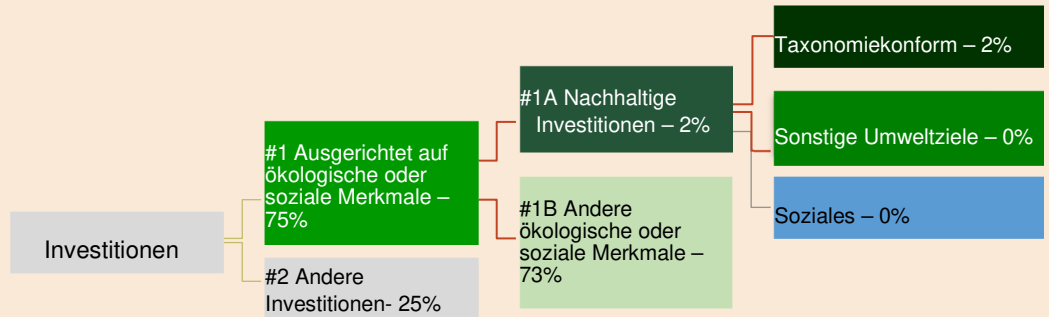 Investitionen
#1 Ausgerichtet auf
ökologische oder
soziale Merkmale –
75%
#2 Andere
Investitionen- 25%
#1A Nachhaltige
Investitionen – 2%
#1B Andere
ökologische oder
soziale Merkmale –
73%
Taxonomiekonform – 2%
Sonstige Umweltziele – 0%
Soziales – 0%